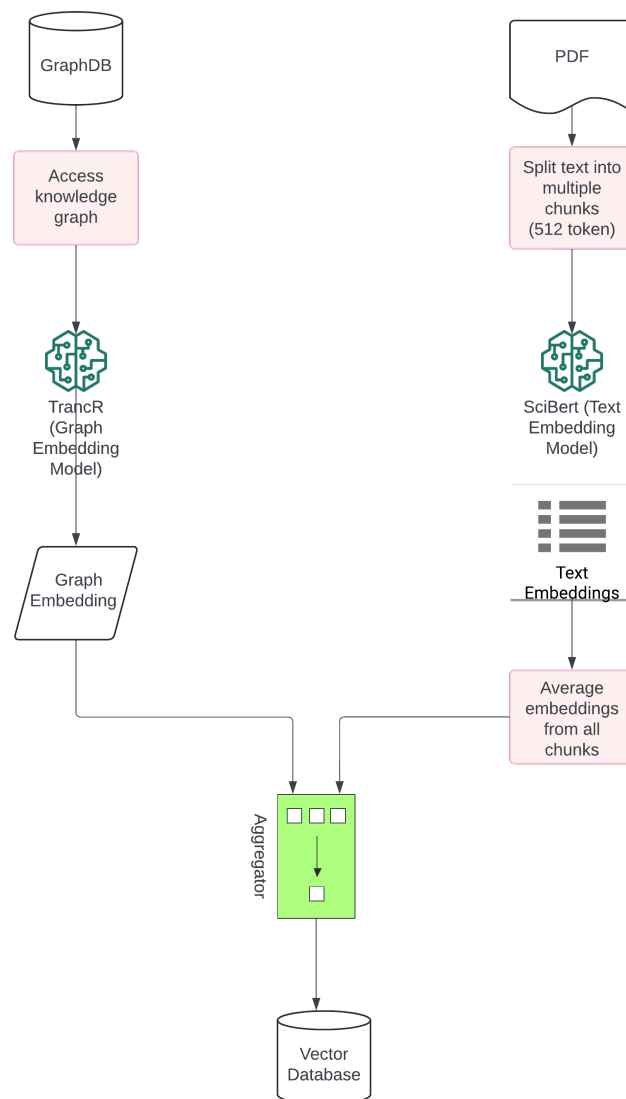 GraphDB
PDF
Access
knowledge
graph
Split text into
multiple
chunks
(512 token)
TrancR
(Graph
Embedding
Model)
SciBert (Text
Embedding
Model)
Graph
Embedding
Text
Embeddings
Average
embeddings
from all
chunks
Aggregator
Vector
Database